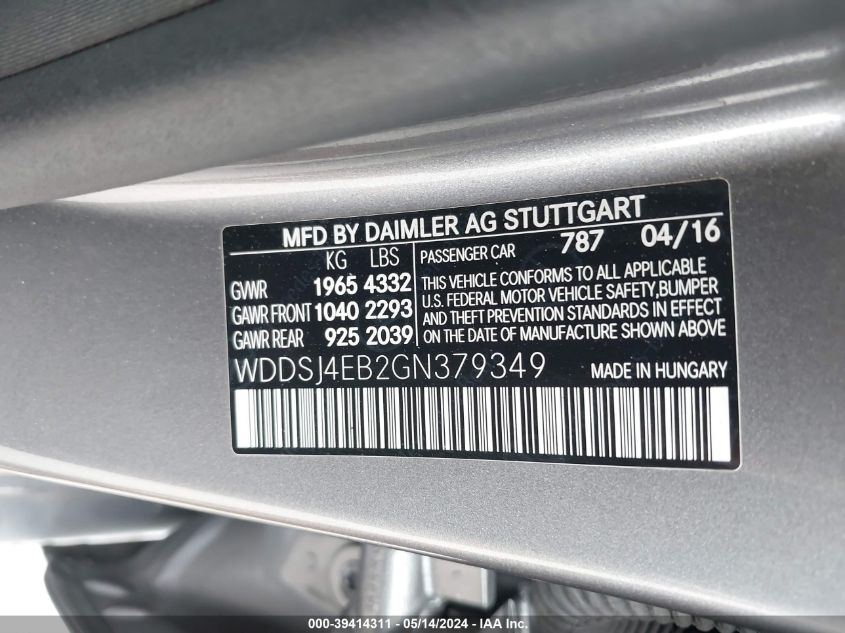 MFD BY DAIMLER AG STUTTGART
KG LBS PASSENGER CAR 787 04/16
GVWR 1965 4332 THIS VEHICLE CONFORMS TO ALL APPLICABLE
U.S. FEDERAL MOTOR VEHICLE SAFETY,BUMPER
GAWR FRONT 1040 2293 AND THEFT PREVENTION STANDARDS IN EFFECT
GAWR REAR 925 2039 ON THE DATE OF MANUFACTURE SHOWN ABOVE
WDDSJ4EB2GN379349 MADE IN HUNGARY
000-39414311 - 05/14/2024 - IAA Inc.